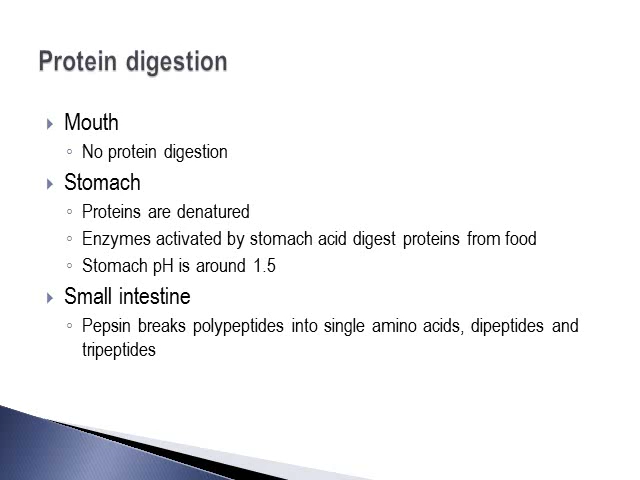 Protein digestion
Mouth
No protein digestion
Stomach
Proteins are denatured
Enzymes activated by stomach acid digest proteins from food
Stomach pH is around 1.5
Small intestine
Pepsin breaks polypeptides into single amino acids, dipeptides and
tripeptides